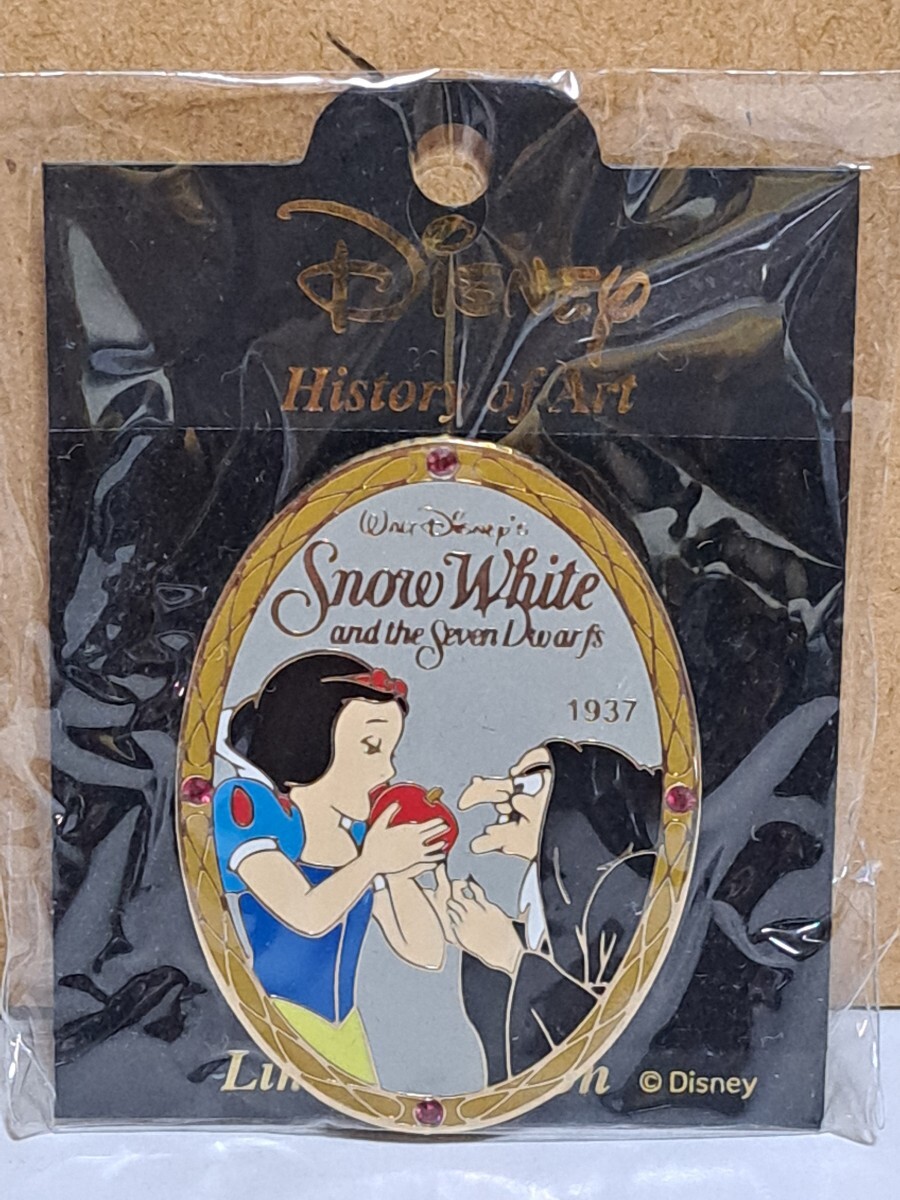 Disney
History of Art
Walt Disney's
Snow White
and the Seven Dwarfs
1937
© Disney